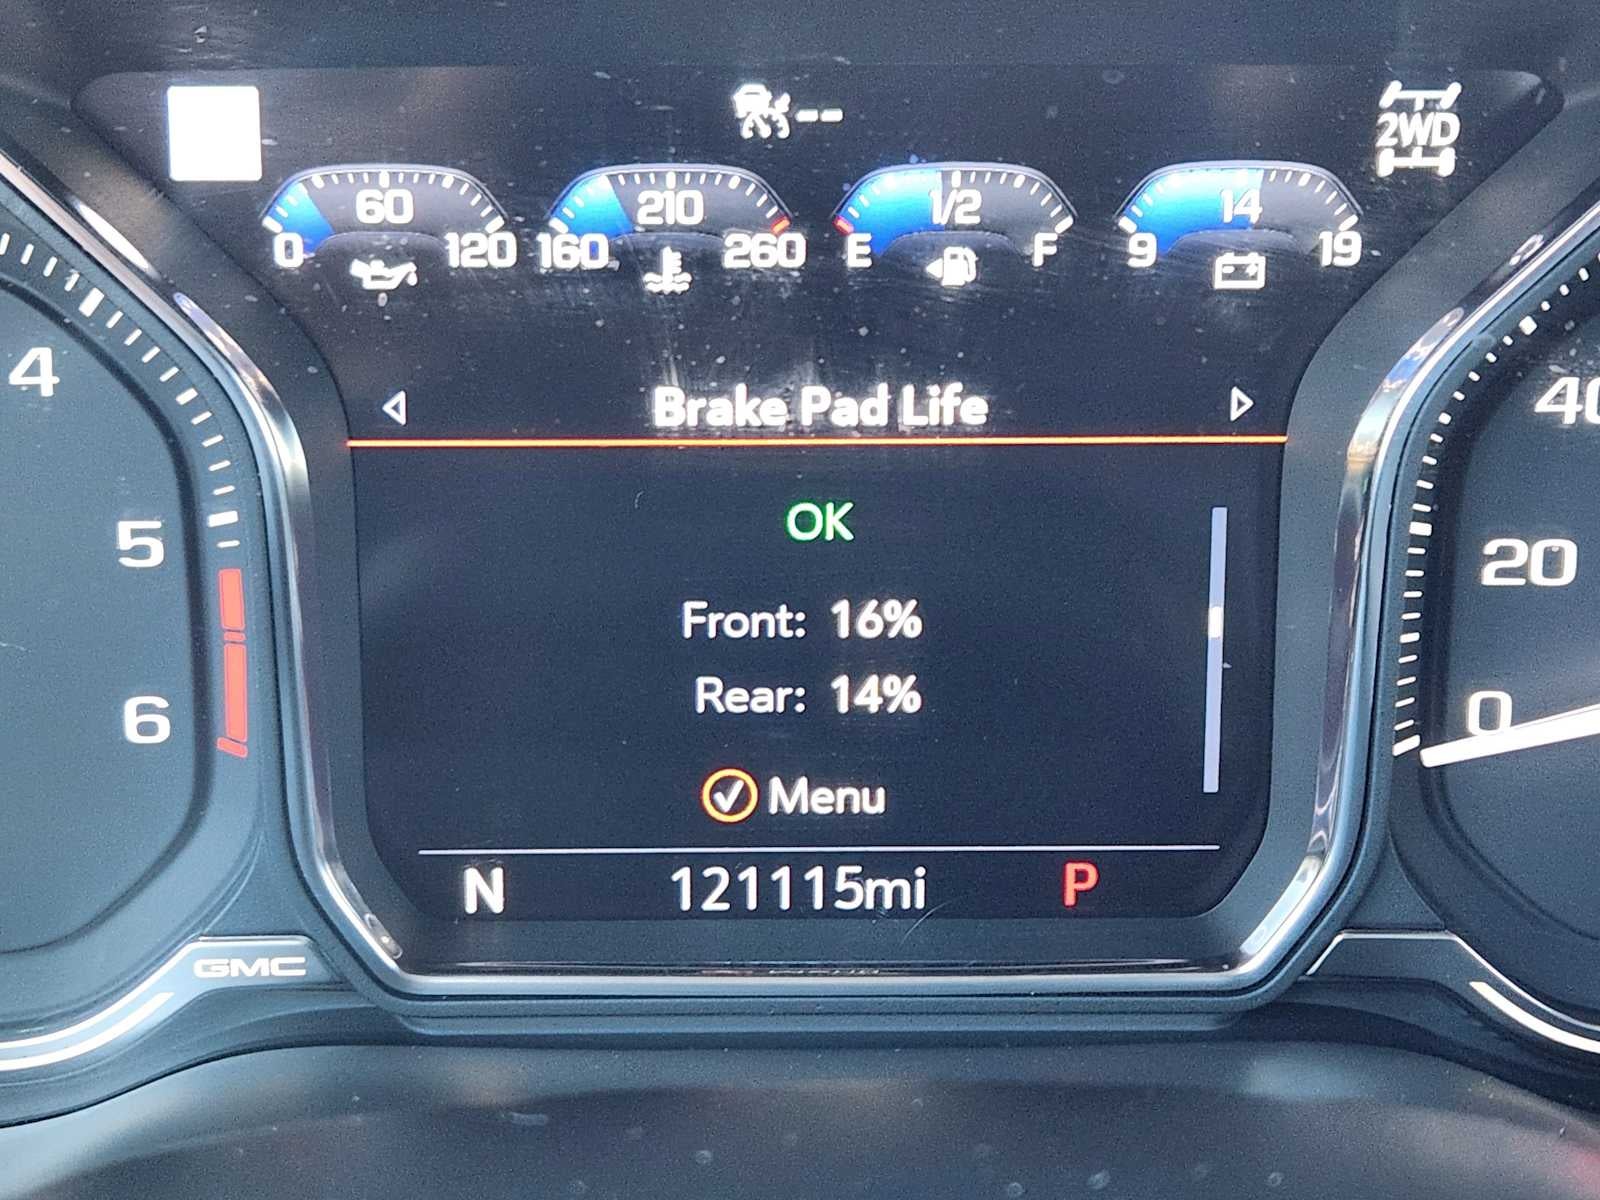 --
2WD
60
0 120
210
160 260
1/2
E F
14
9 19
Brake Pad Life
OK
Front: 16%
Rear: 14%
Menu
N 121115mi P
4
5
6
40
20
0
GMC